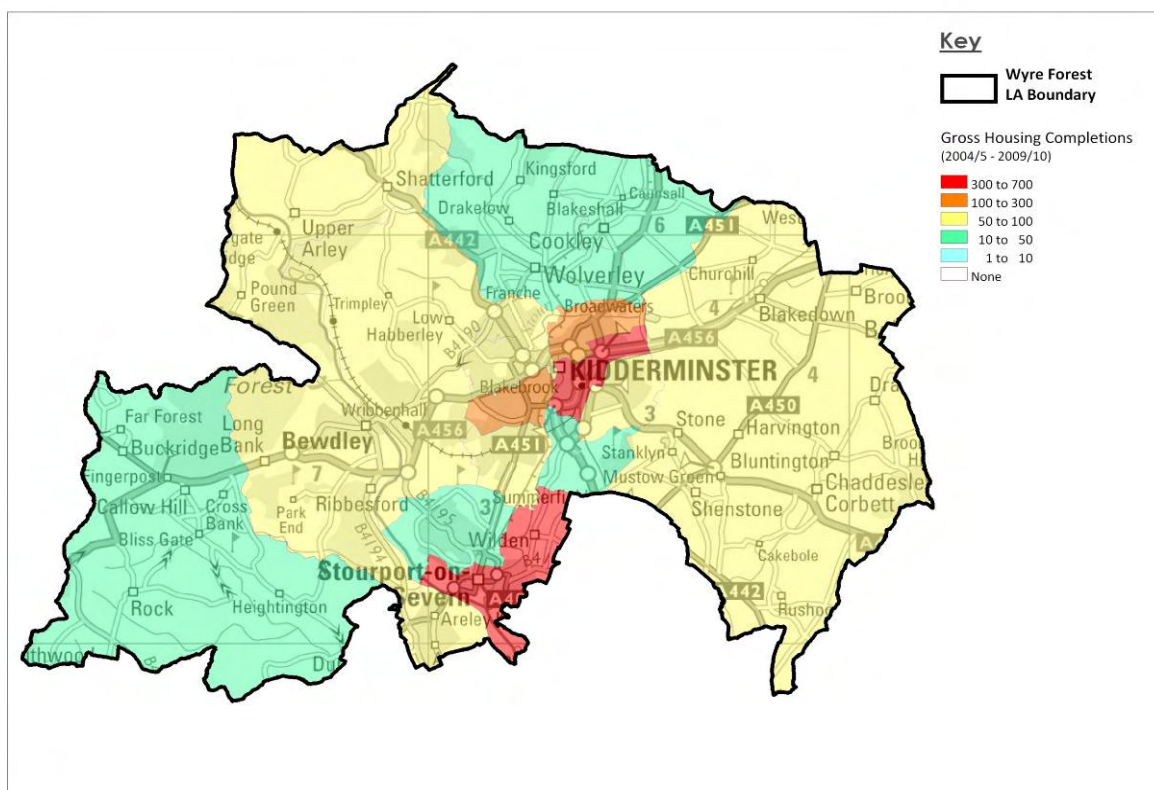 Key
Wyre Forest
LA Boundary
Gross Housing Completions
(2004/5 - 2009/10)
300 to 700
100 to 300
50 to 100
10 to 50
1 to 10
None
Shatterford
Kingsford
Drakelow
Blakeshall
Caunsall
6
A451
Upper
Arley
A442
Cookley
Wolverley
Churchill
Pound
Green
Trimpley
Franche
Broadwaters
4
Blakedown
Low
Habberley
B4190
A456
KIDDERMINSTER
Forest
Blakebrook
4
Far Forest
Long
Bank
Wribbenhall
A456
A451
3
Stone
A450
Harvington
Buckridge
Bewdley
Stanklyn
Fingerpost
7
Mustow Green
Bluntington
Callow Hill
Cross
Bank
Ribbesford
B4195
3
Chaddesley
Corbett
Bliss Gate
Park
End
B4194
Wilden
Shenstone
Cakebole
Stourport-on-
Severn
Rock
Heightington
Areley